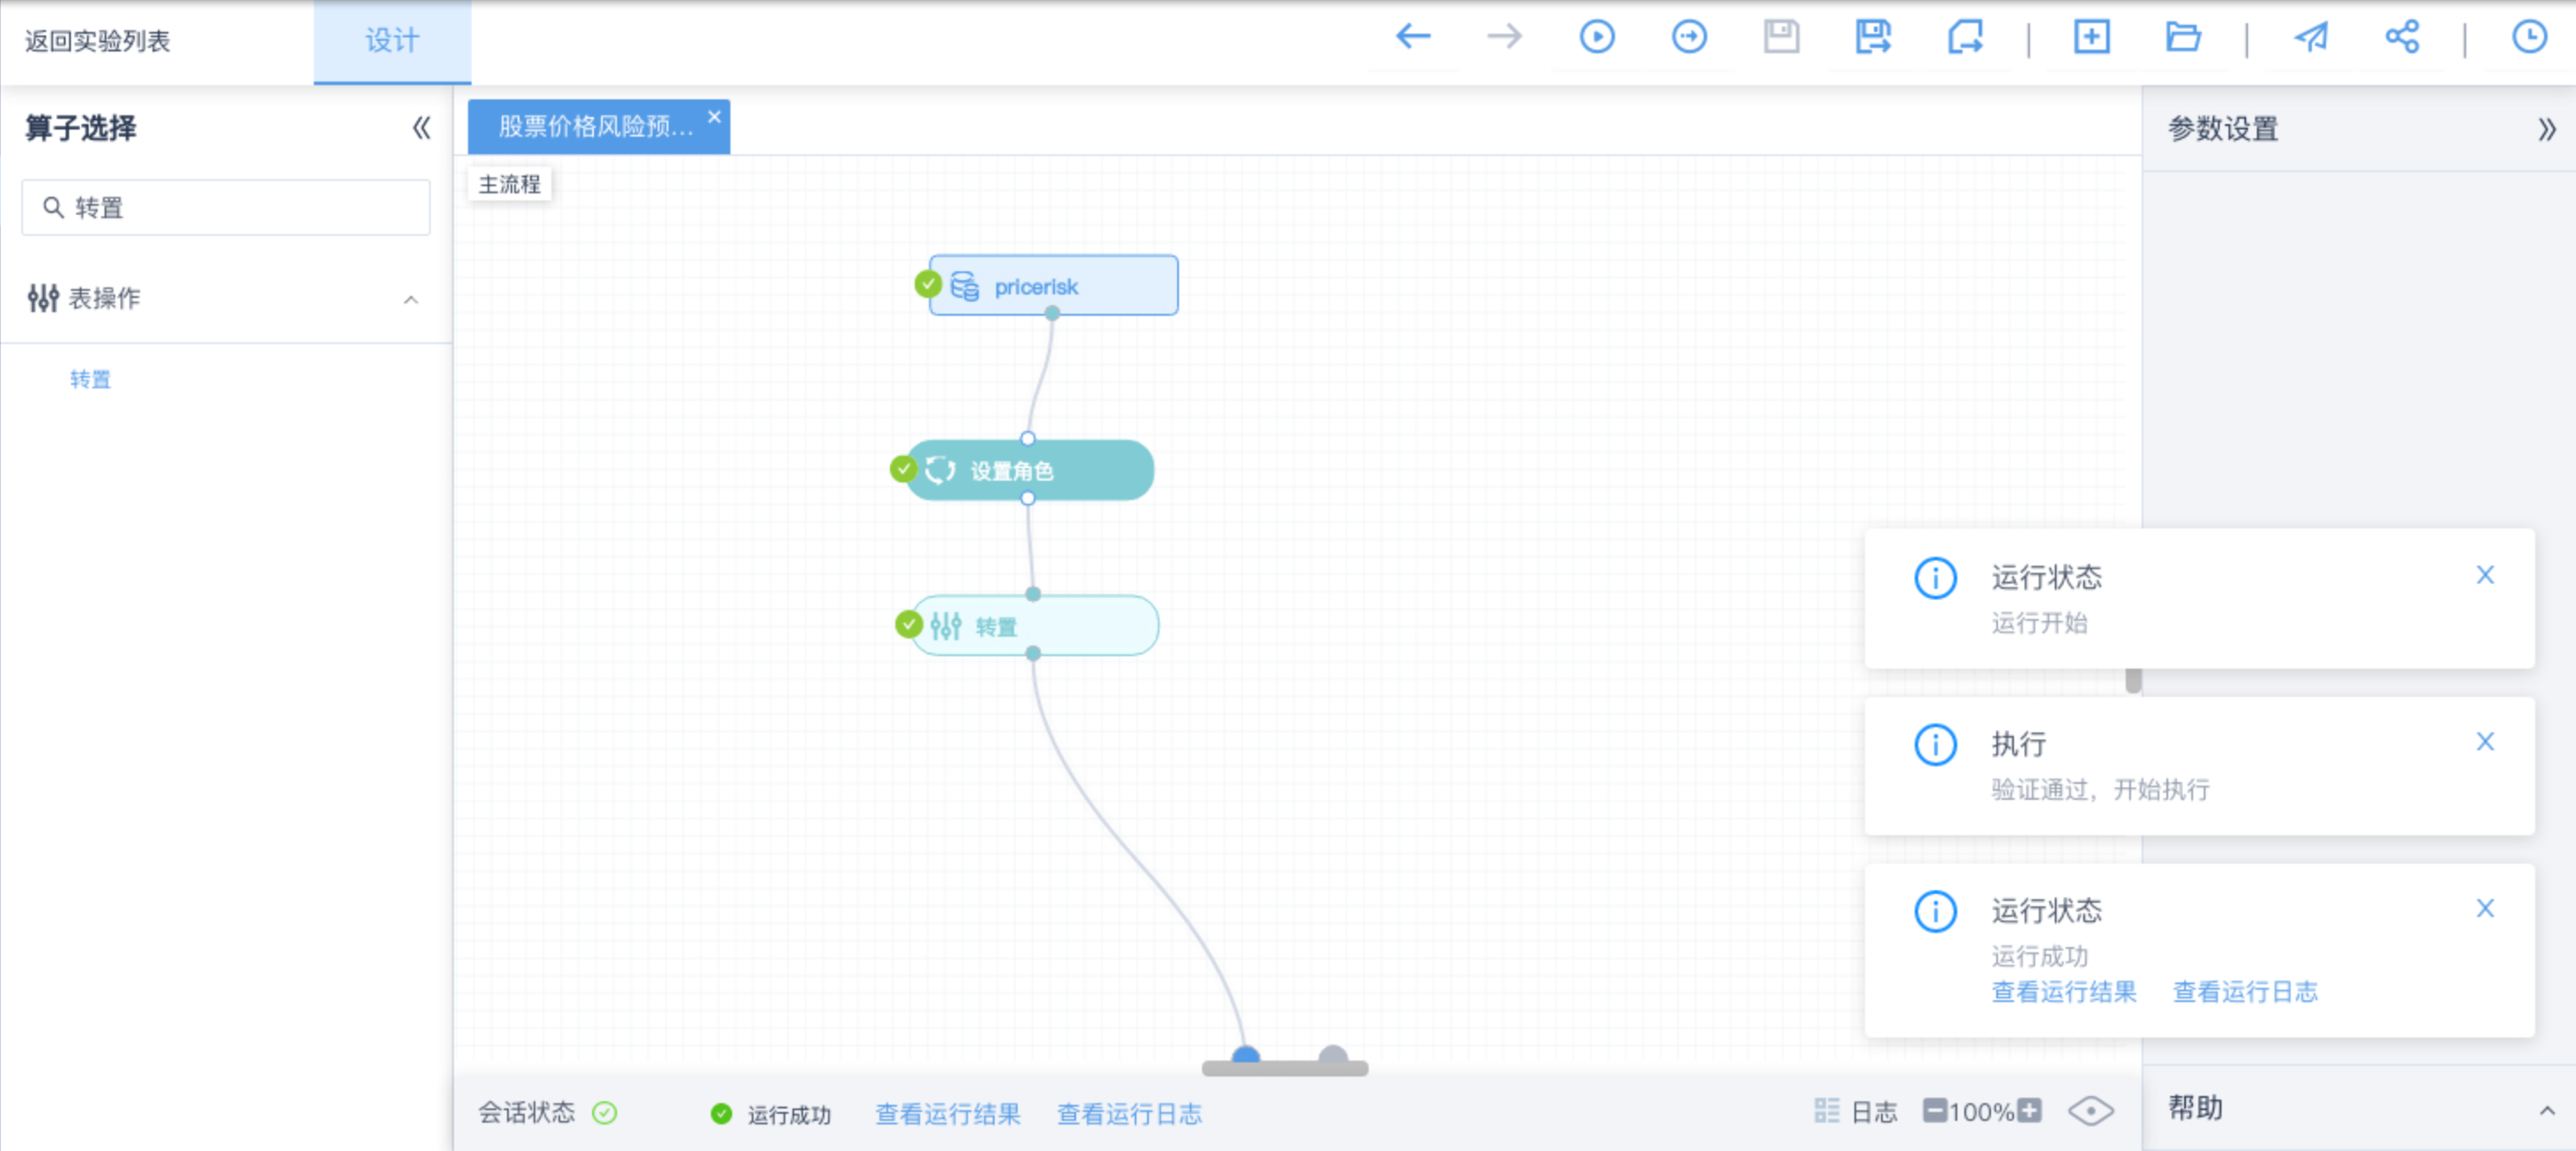 返回实验列表
设计
算子选择
转置
表操作
转置
股票价格风险预...
主流程
pricerisk
设置角色
转置
参数设置
运行状态
运行开始
执行
验证通过，开始执行
运行状态
运行成功
查看运行结果 查看运行日志
会话状态
运行成功
查看运行结果
查看运行日志
日志
100%
帮助